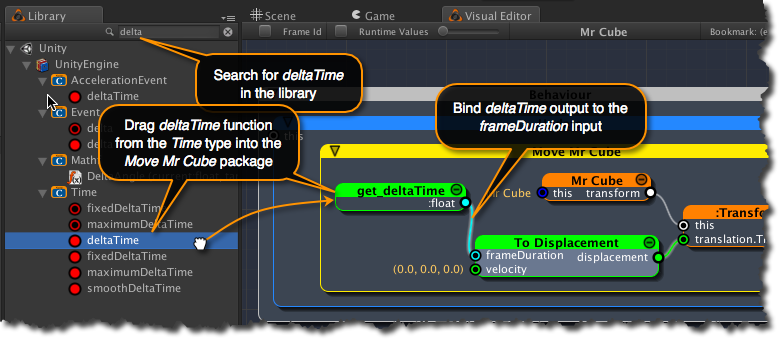 Library
Scene
Game
Visual Editor
delta
Frame Id
Runtime Values
Mr Cube
Bookmark: (e
Unity
UnityEngine
AccelerationEvent
deltaTime
Event
Math
Time
fixedDeltaTim
maximumDeltaTime
deltaTime
fixedDeltaTime
maximumDeltaTime
smoothDeltaTime
Search for deltaTime
in the library
Drag deltaTime function
from the Time type into the
Move Mr Cube package
Bind deltaTime output to the
frameDuration input
Behaviour
this
Move Mr Cube
get_deltaTime
:float
Mr Cube
Mr Cube
this transform
:Transfo
this
translation.T
To Displacement
frameDuration
displacement
(0.0, 0.0, 0.0)
velocity